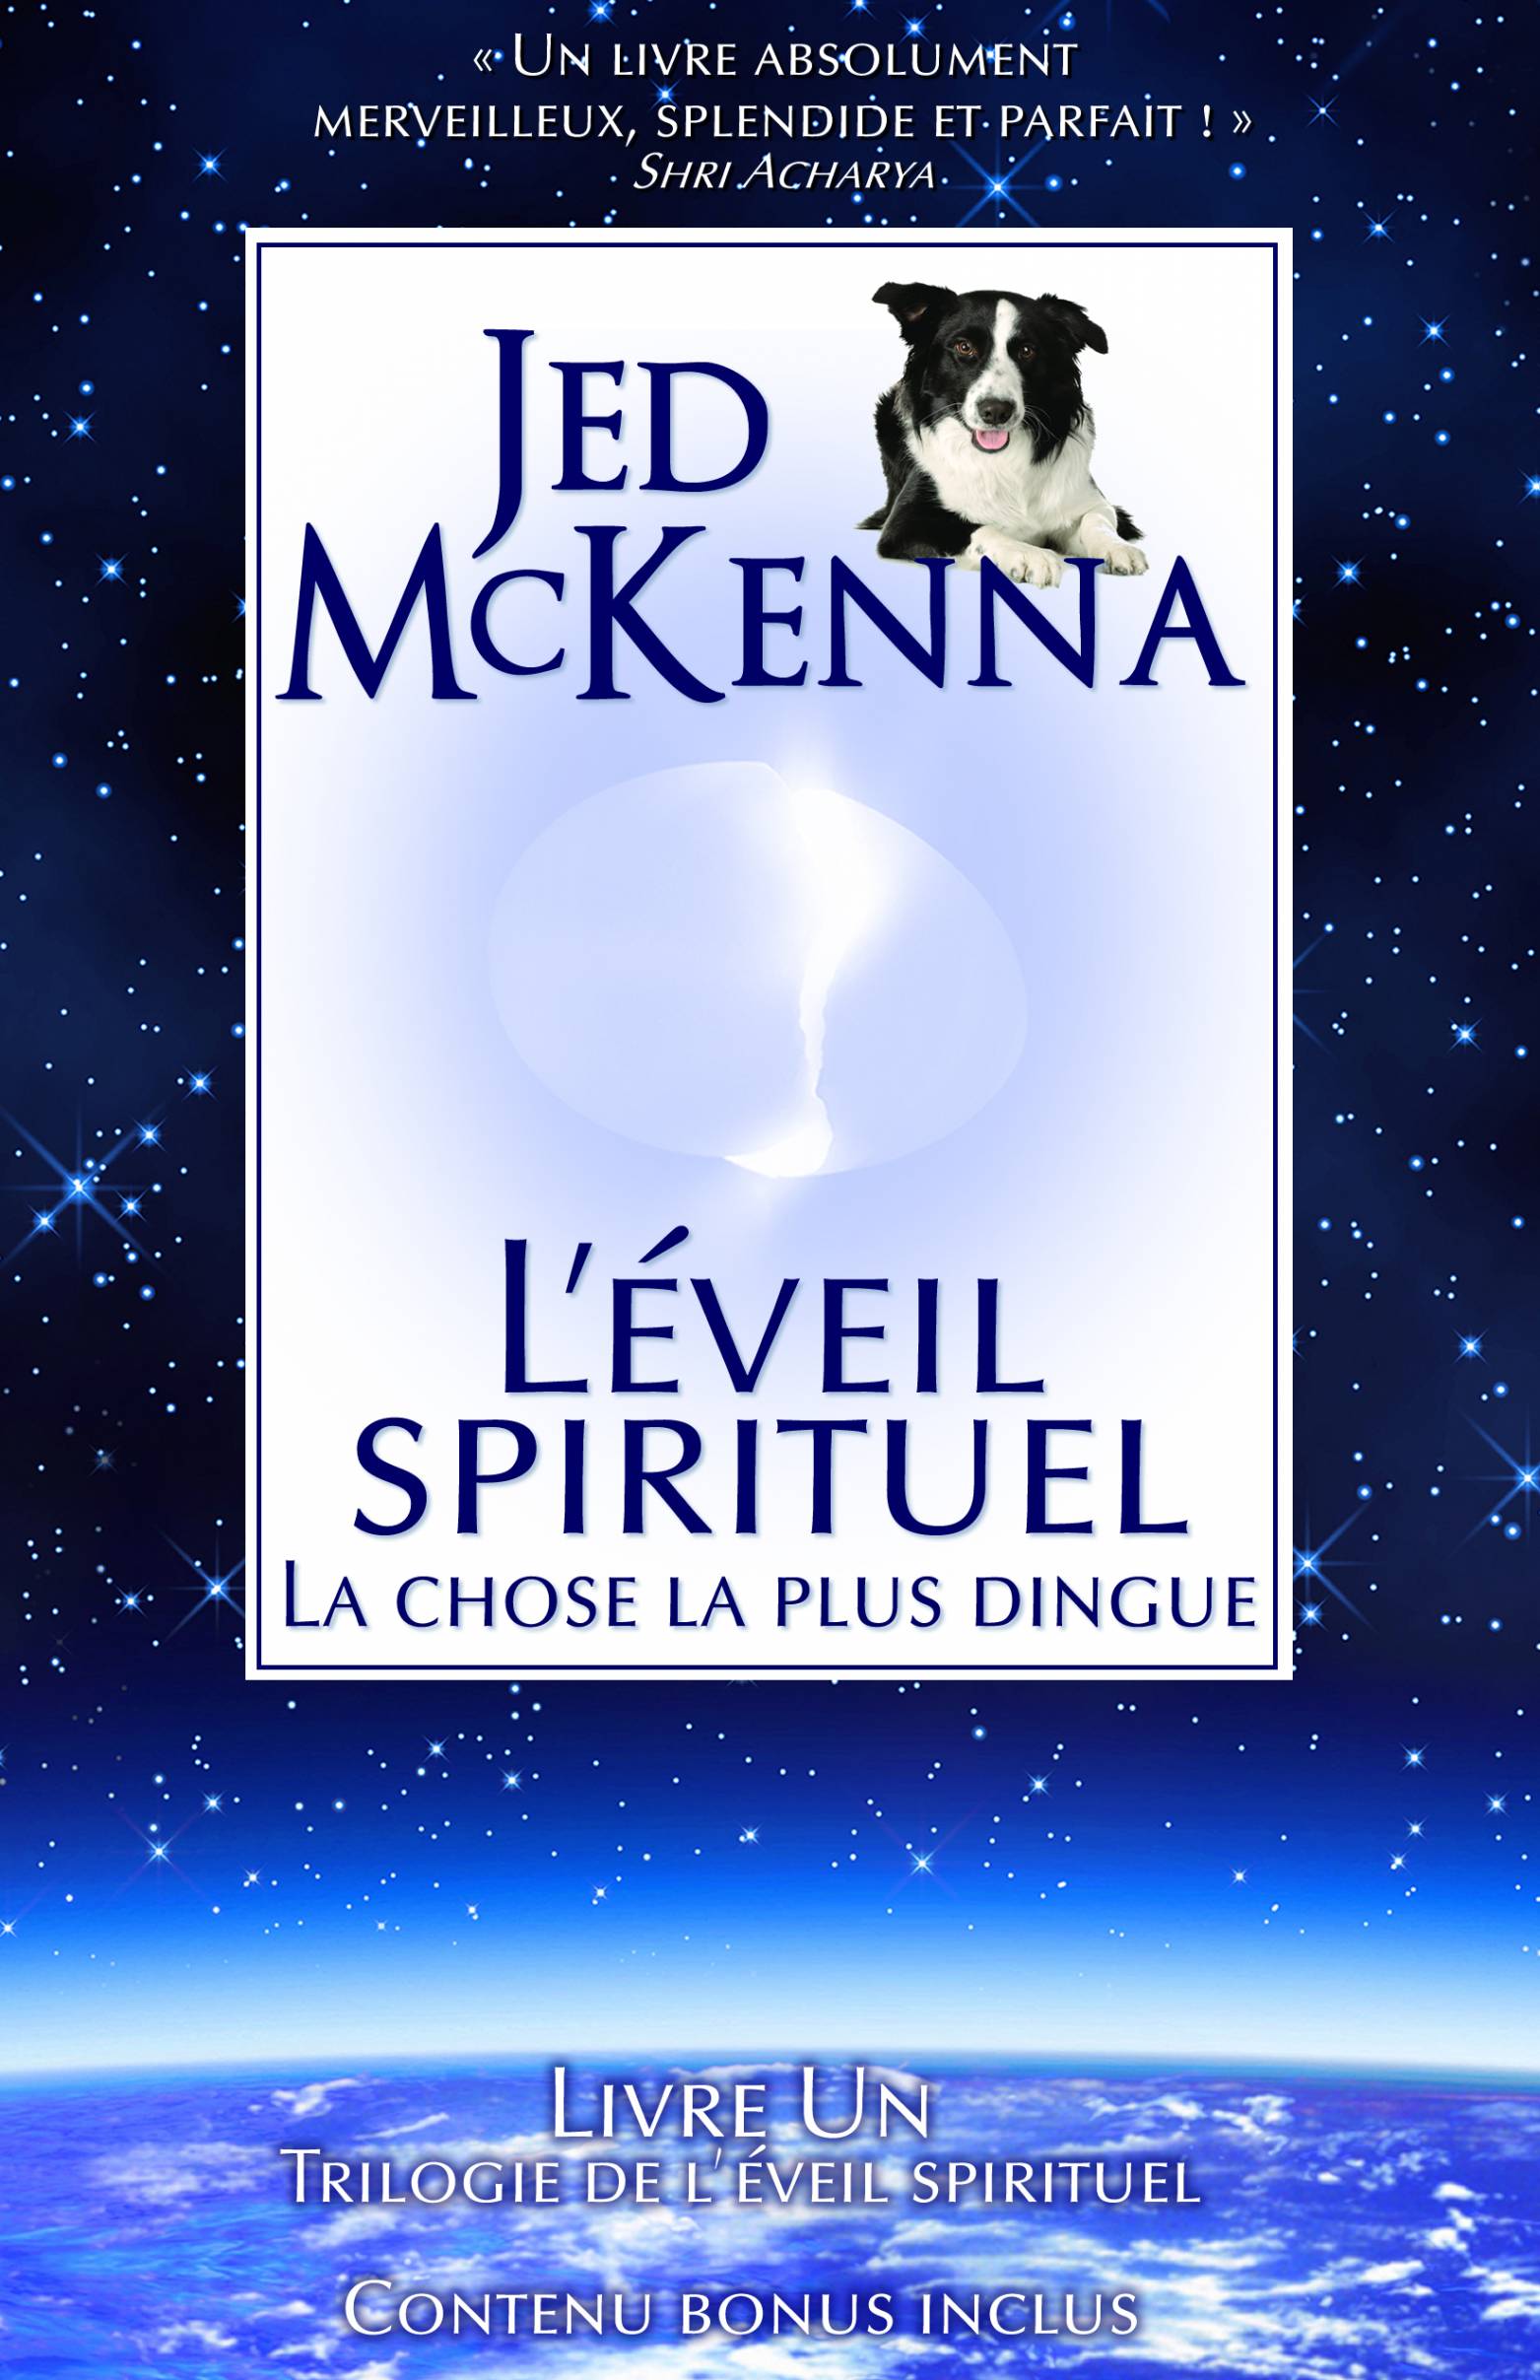 « Un livre absolument
merveilleux, splendide et parfait ! »
Shri Acharya
Jed
McKenna
L'éveil
spirituel
La chose la plus dingue
Livre Un
Trilogie de l'éveil spirituel
Contenu bonus inclus